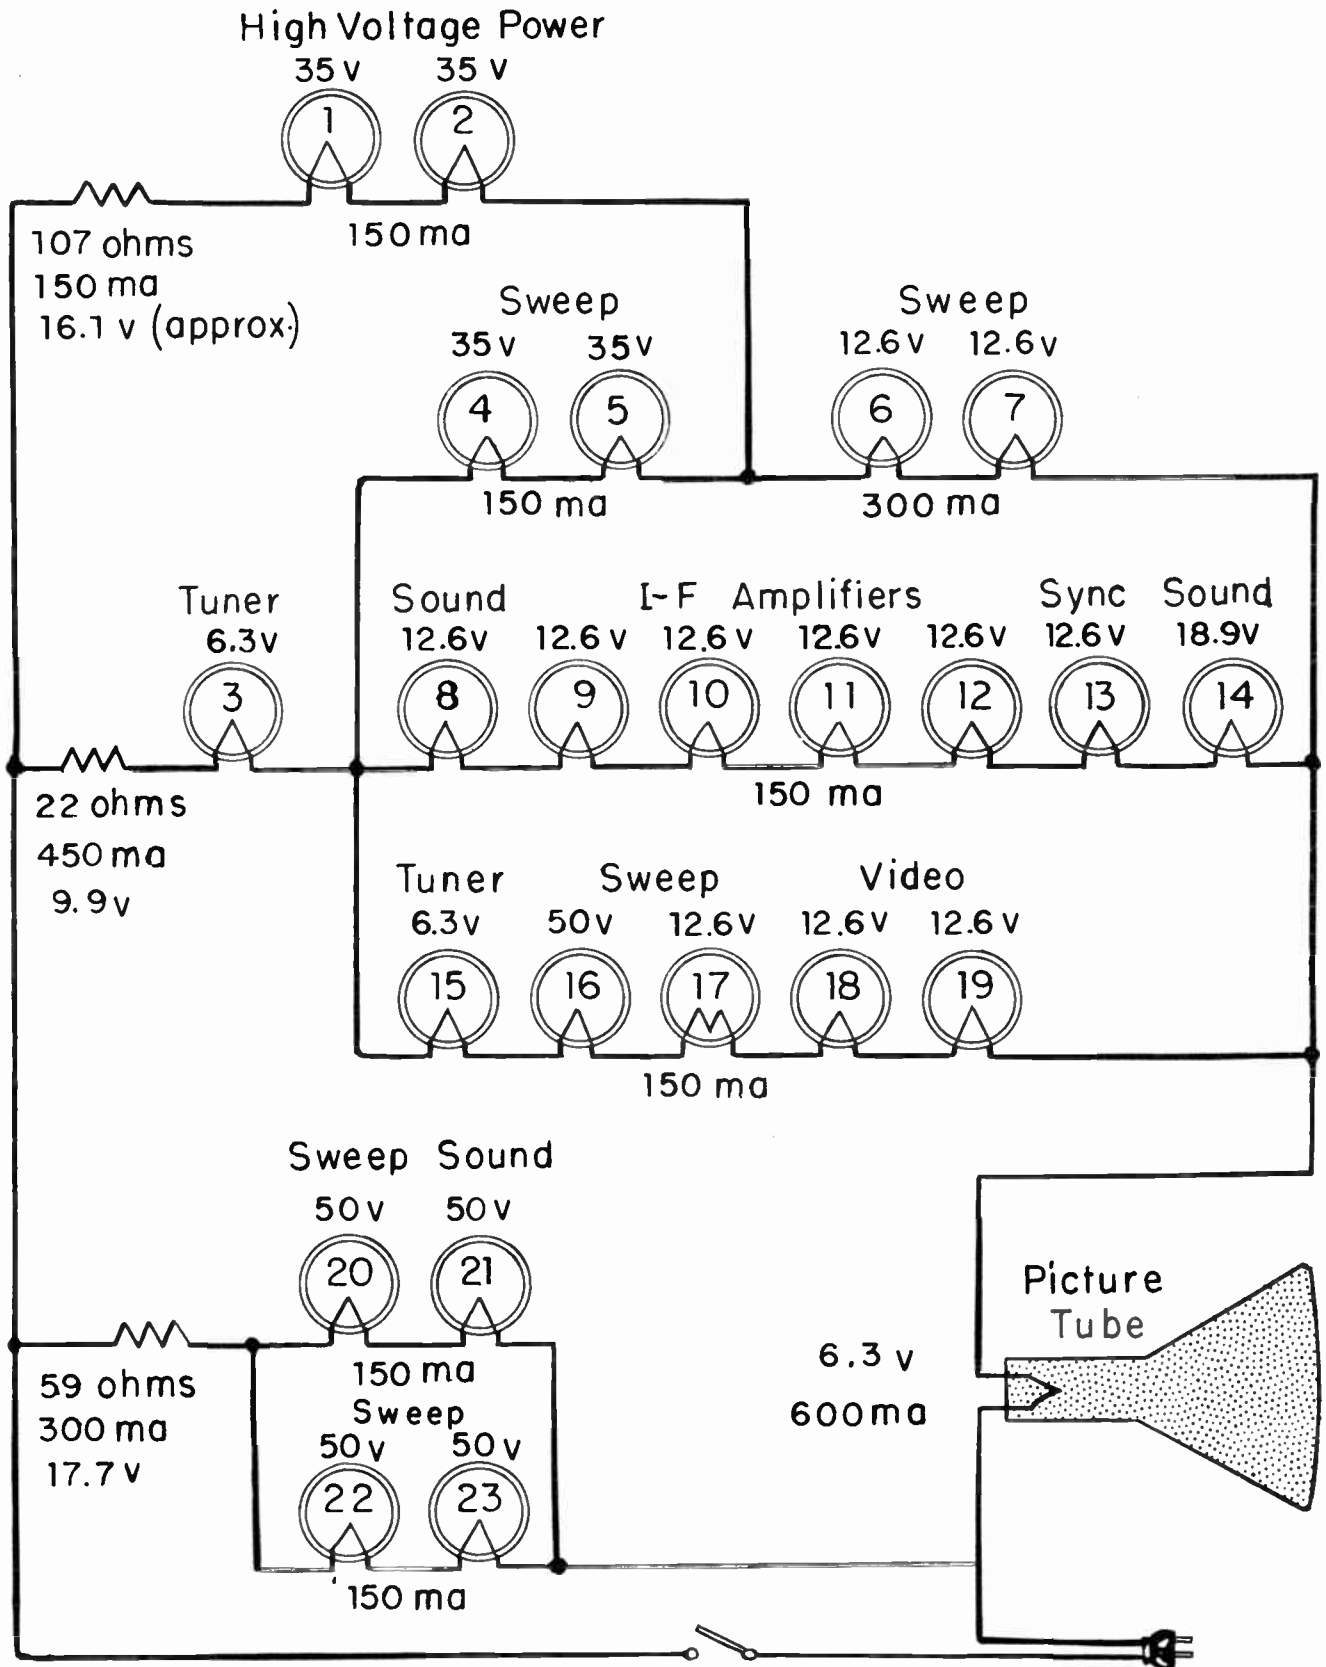 High Voltage Power
35 v 35 v
1 2
150 ma
107 ohms
150 ma
16.1 v (approx.)
Sweep Sweep
35 v 35 v 12.6 v 12.6 v
4 5 6 7
150 ma 300 ma
Tuner Sound I-F Amplifiers Sync Sound
6.3 v 12.6 v 12.6 v 12.6 v 12.6 v 12.6 v 12.6 v 18.9 v
3 8 9 10 11 12 13 14
150 ma
22 ohms
450 ma
9.9 v
Tuner Sweep Video
6.3 v 50 v 12.6 v 12.6 v 12.6 v
15 16 17 18 19
150 ma
Sweep Sound
50 v 50 v
20 21
150 ma
59 ohms
300 ma
17.7 v
Sweep
50 v 50 v
22 23
150 ma
Picture
Tube
6.3 v
600 ma